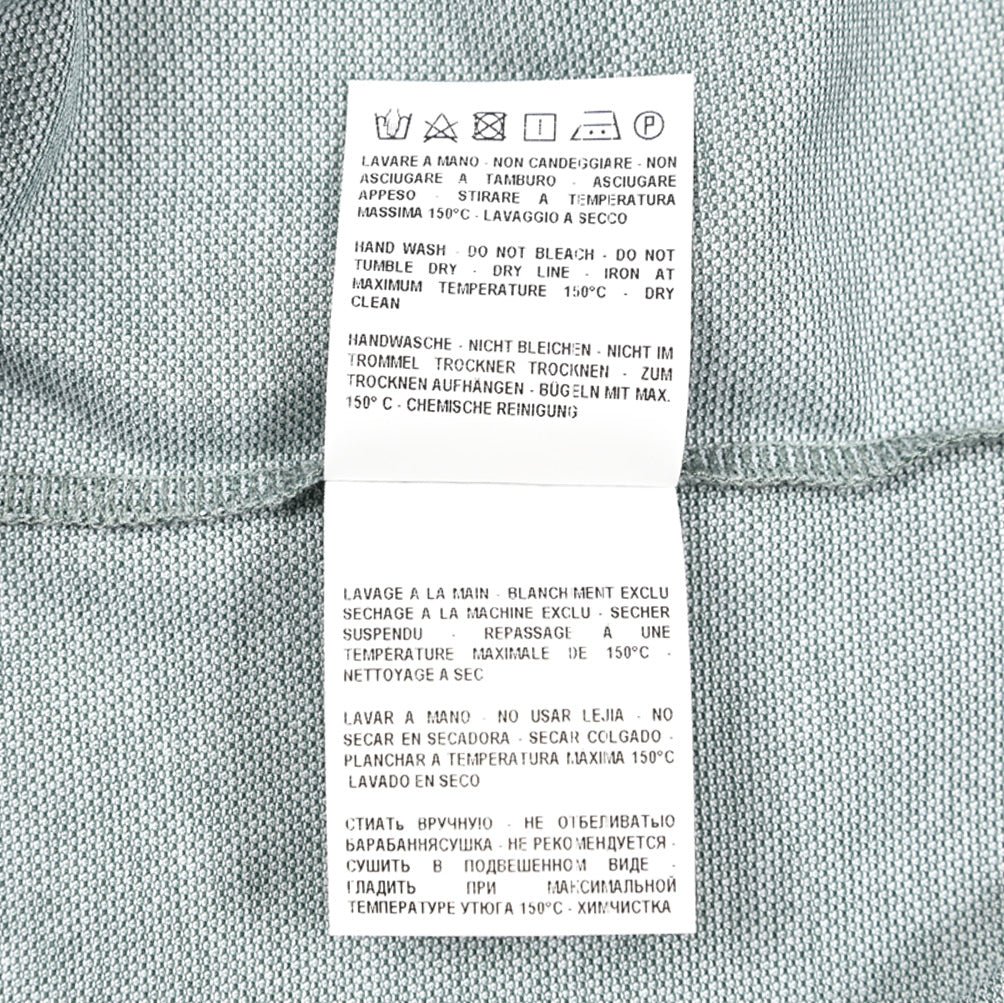 P
LAVARE A MANO - NON CANDEGGIARE - NON
ASCIUGARE A TAMBURO - ASCIUGARE
APPESO - STIRARE A TEMPERATURA
MASSIMA 150°C - LAVAGGIO A SECCO
HAND WASH - DO NOT BLEACH - DO NOT
TUMBLE DRY - DRY LINE - IRON AT
MAXIMUM TEMPERATURE 150°C - DRY
CLEAN
HANDWASCHE - NICHT BLEICHEN - NICHT IM
TROMMEL TROCKNER TROCKNEN - ZUM
TROCKNEN AUFHÄNGEN - BÜGELN MIT MAX.
150° C - CHEMISCHE REINIGUNG
LAVAGE A LA MAIN - BLANCHIMENT EXCLU
SECHAGE A LA MACHINE EXCLU - SECHER
SUSPENDU - REPASSAGE À UNE
TEMPÉRATURE MAXIMALE DE 150°C -
NETTOYAGE A SEC
LAVAR A MANO - NO USAR LEJIA - NO
SECAR EN SECADORA - SECAR COLGADO -
PLANCHAR A TEMPERATURA MAXIMA 150°C
LAVADO EN SECO
СТИАТЬ ВРУЧНУЮ - НЕ ОТБЕЛИВАТЬЮ
БАРАБАННЯСУШКА - НЕ РЕКОМЕНДУЕТСЯ -
СУШИТЬ В ПОДВЕШЕННОМ ВИДЕ -
ГЛАДИТЬ ПРИ МАКСИМАЛЬНОЙ
ТЕМПЕРАТУРЕ УТЮГА 150°C - ХИМЧИСТКА